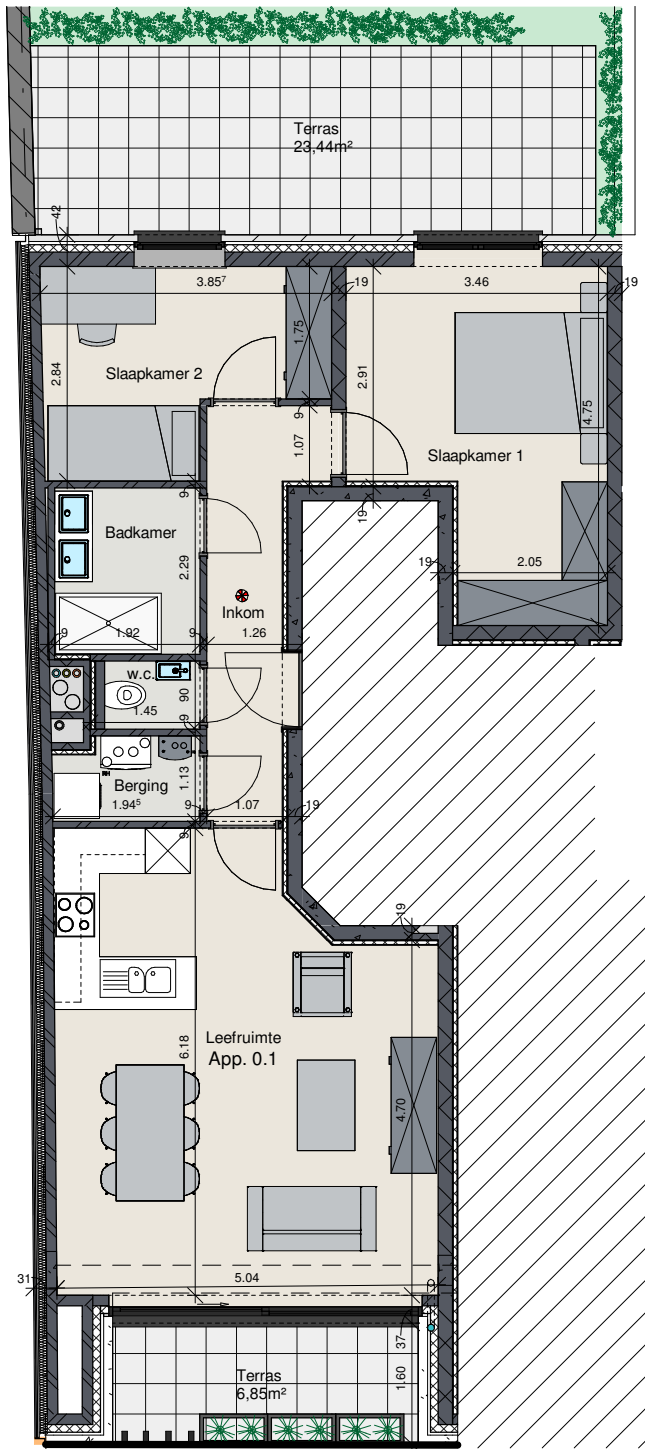 Terras
23,44m²
42
3.85⁷
19
3.46
19
1.75
2.84
2.91
Slaapkamer 2
4.75
9
1.07
Slaapkamer 1
9
19
Badkamer
2.29
19
2.05
Inkom
9
1.92
9
1.26
w.c.
90
1.45
9
RH
Berging
1.13
1.94⁵
9
1.07
19
9
19
Leefruimte
App. 0.1
6.18
4.70
31
5.04
37
Terras
6,85m²
1.60